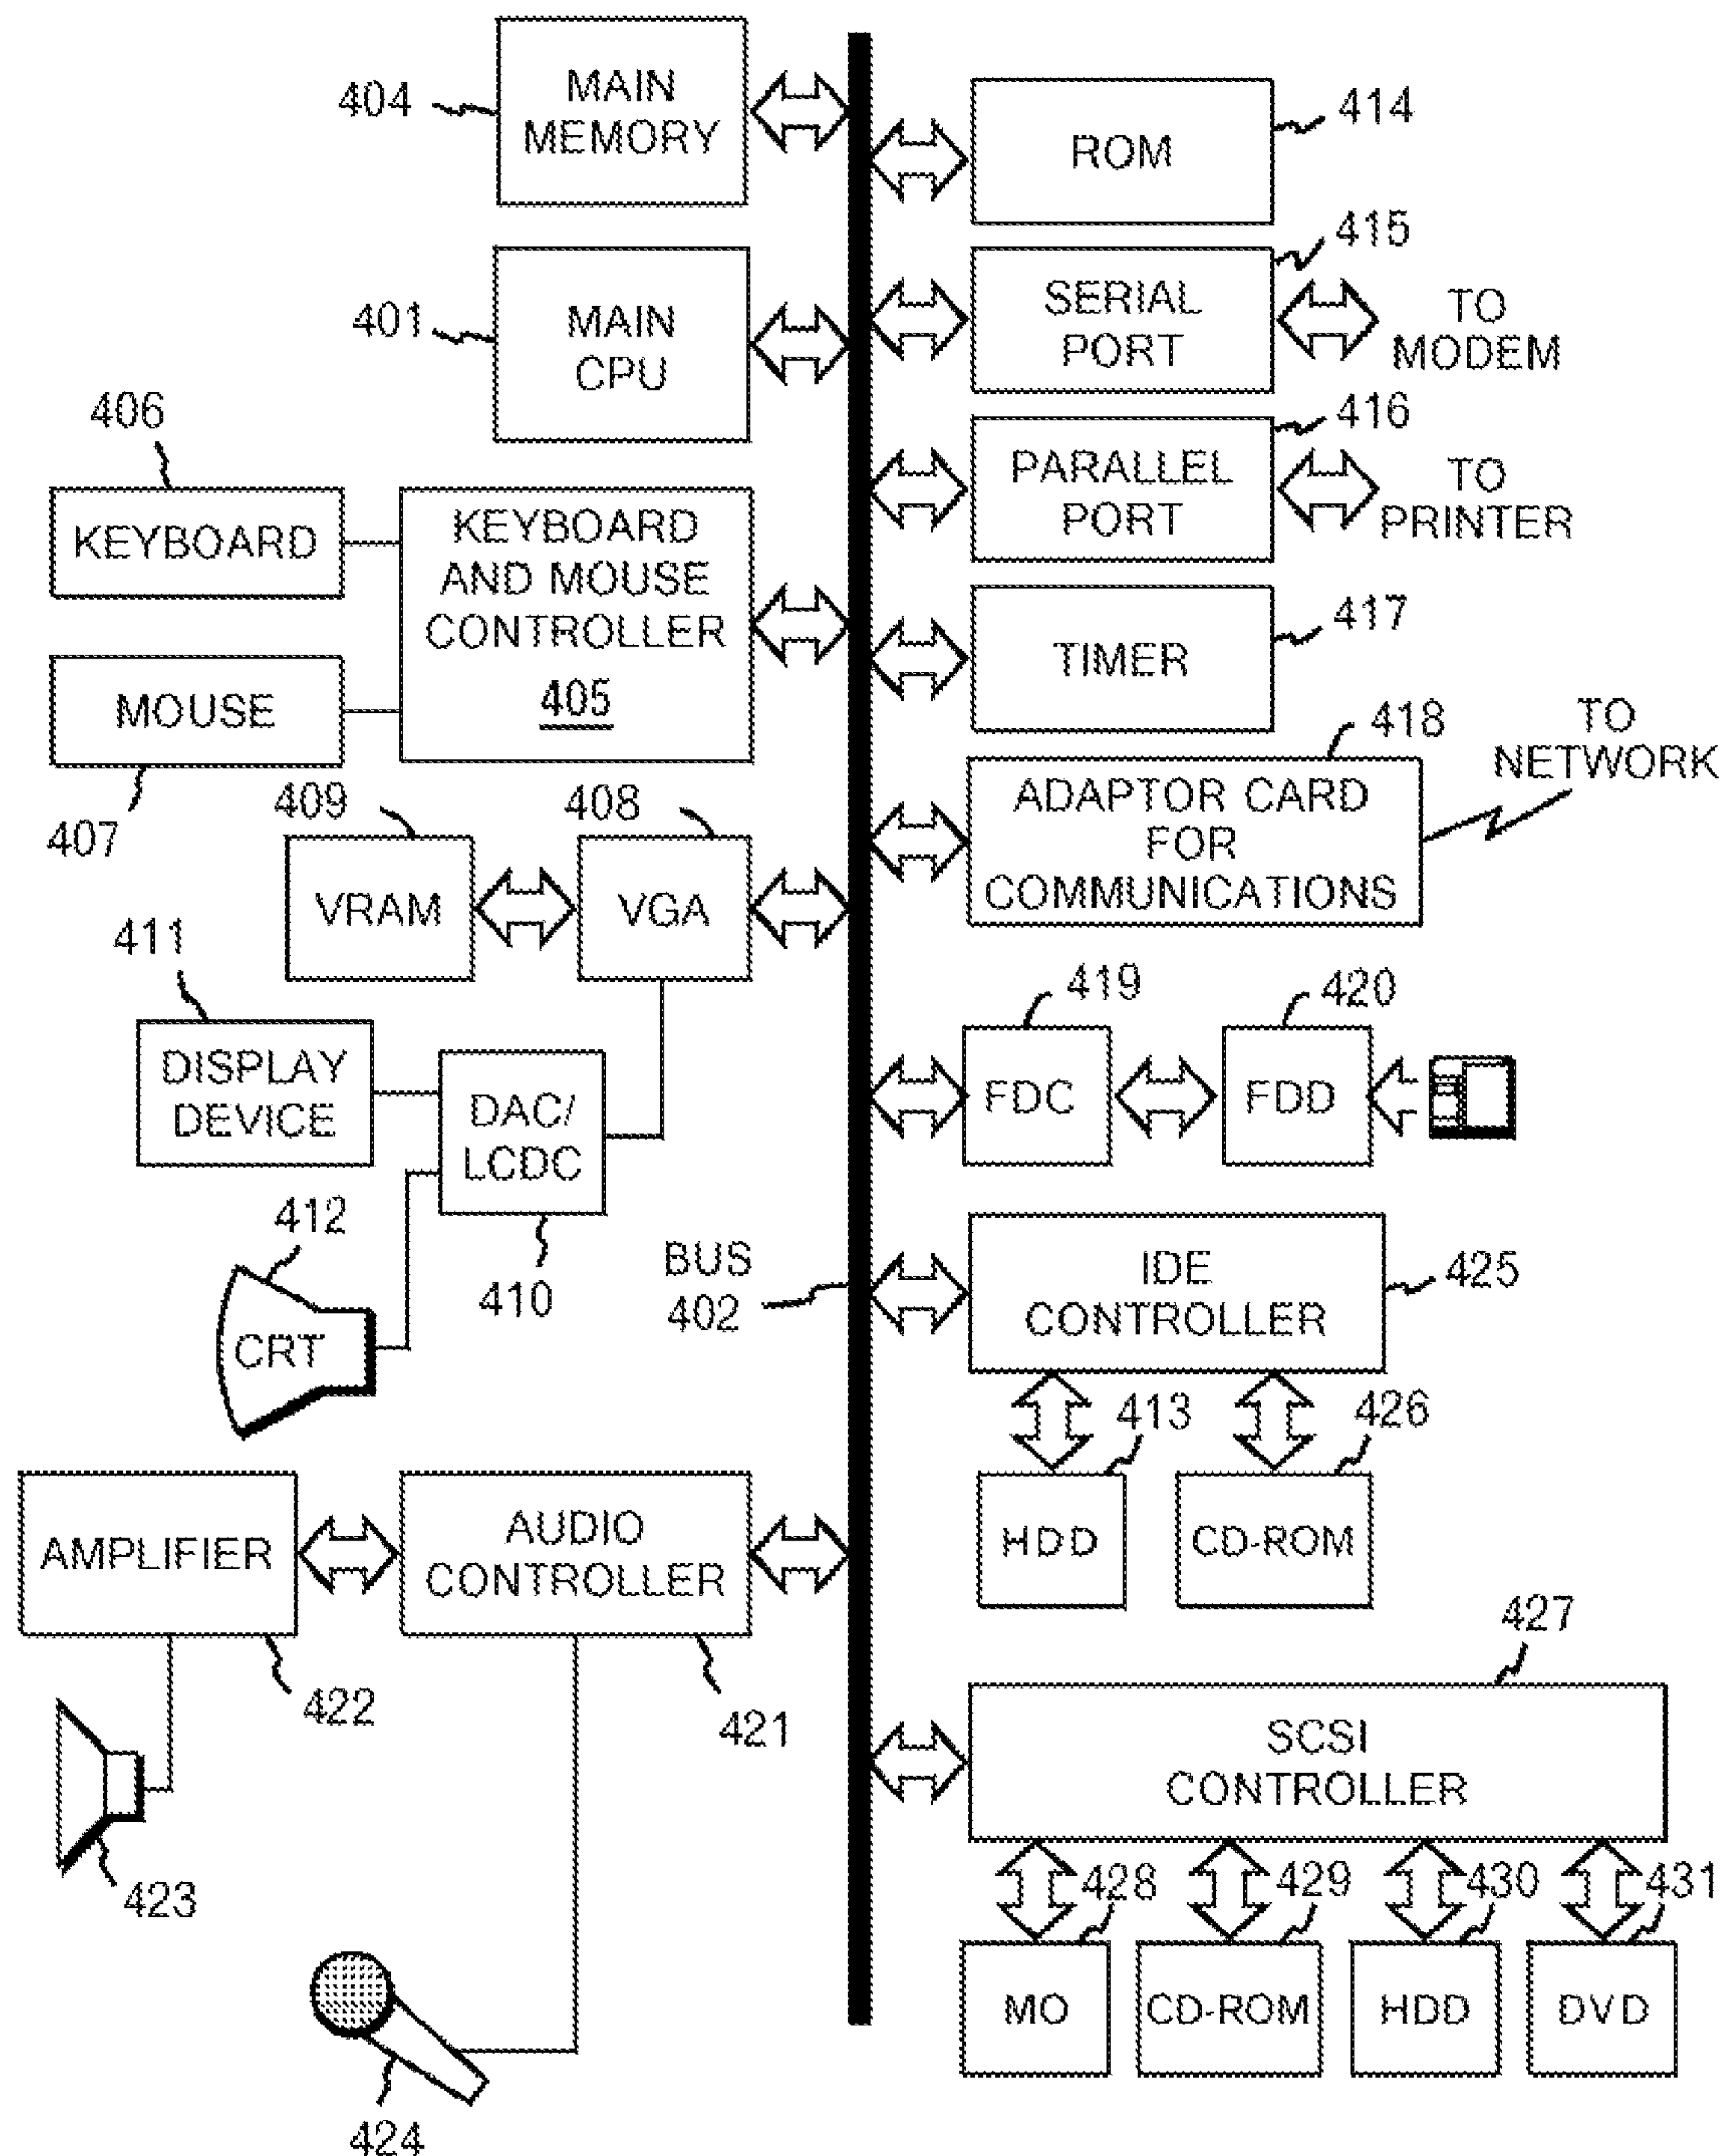 404
MAIN
MEMORY
ROM
414
401
MAIN
CPU
SERIAL
PORT
415
TO
MODEM
406
KEYBOARD
KEYBOARD
AND MOUSE
CONTROLLER
405
MOUSE
407
PARALLEL
PORT
416
TO
PRINTER
TIMER
417
409
VRAM
408
VGA
418
ADAPTOR CARD
FOR
COMMUNICATIONS
TO
NETWORK
411
DISPLAY
DEVICE
DAC/
LCDC
410
419
FDC
420
FDD
412
CRT
BUS
402
IDE
CONTROLLER
425
413
HDD
426
CD-ROM
AMPLIFIER
422
AUDIO
CONTROLLER
421
423
424
427
SCSI
CONTROLLER
428
429
430
431
MO
CD-ROM
HDD
DVD